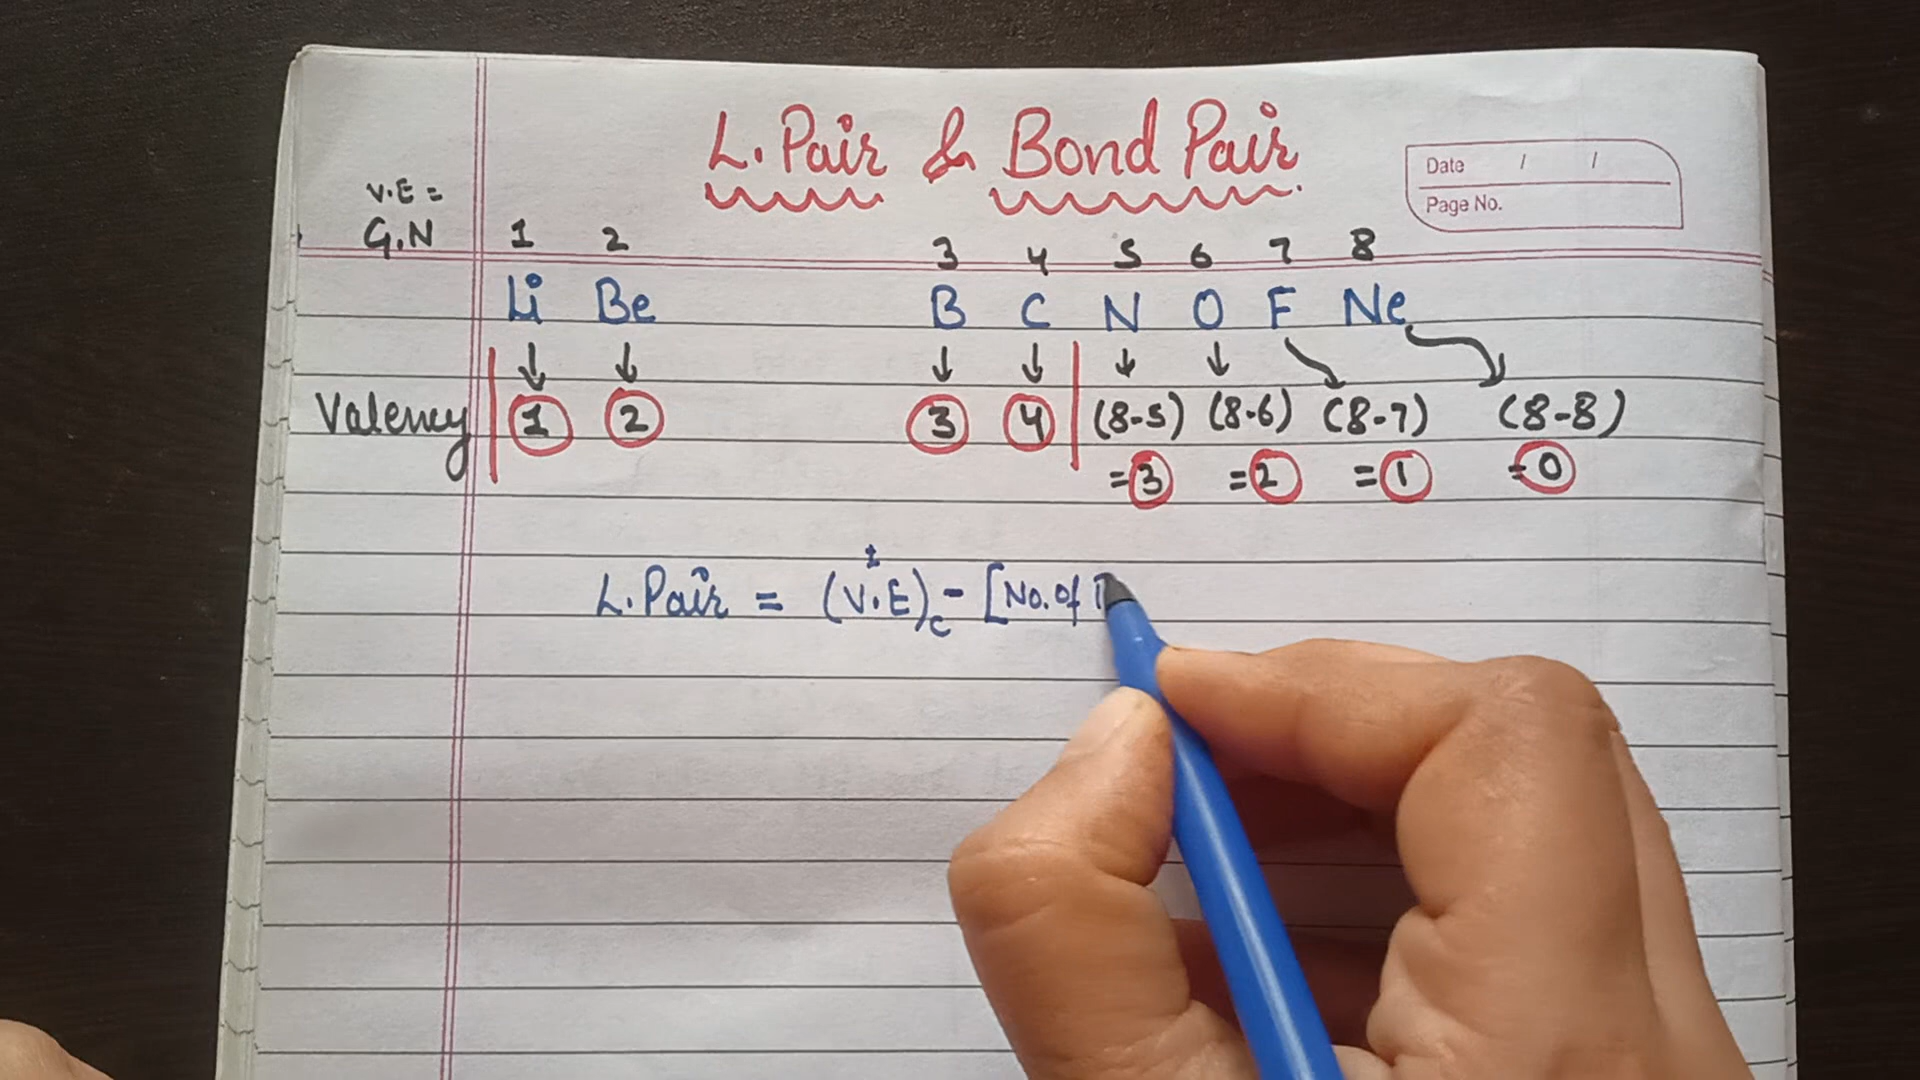 L. Pair & Bond Pair
Date / /
Page No.
V.E =
G.N 1 2 3 4 5 6 7 8
Li Be B C N O F Ne
Valency 1 2 3 4 (8-5) (8-6) (8-7) (8-8)
=3 =2 =1 =0
L. Pair = (V.E)c - [No. of